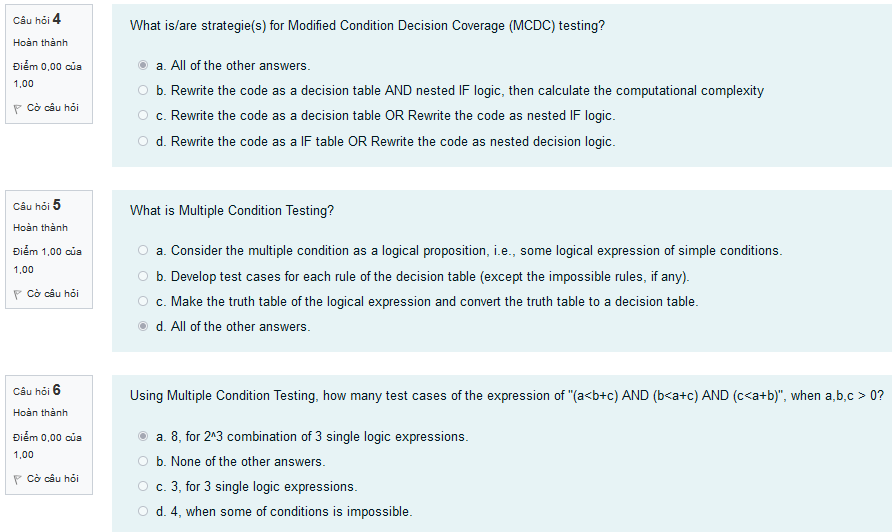 Câu hỏi 4
Hoàn thành
Điểm 0,00 của
1,00
Cờ câu hỏi
What is/are strategie(s) for Modified Condition Decision Coverage (MCDC) testing?
a. All of the other answers.
b. Rewrite the code as a decision table AND nested IF logic, then calculate the computational complexity
c. Rewrite the code as a decision table OR Rewrite the code as nested IF logic.
d. Rewrite the code as a IF table OR Rewrite the code as nested decision logic.
Câu hỏi 5
Hoàn thành
Điểm 1,00 của
1,00
Cờ câu hỏi
What is Multiple Condition Testing?
a. Consider the multiple condition as a logical proposition, i.e., some logical expression of simple conditions.
b. Develop test cases for each rule of the decision table (except the impossible rules, if any).
c. Make the truth table of the logical expression and convert the truth table to a decision table.
d. All of the other answers.
Câu hỏi 6
Hoàn thành
Điểm 0,00 của
1,00
Cờ câu hỏi
Using Multiple Condition Testing, how many test cases of the expression of "(a<b+c) AND (b<a+c) AND (c<a+b)", when a,b,c > 0?
a. 8, for 2^3 combination of 3 single logic expressions.
b. None of the other answers.
c. 3, for 3 single logic expressions.
d. 4, when some of conditions is impossible.